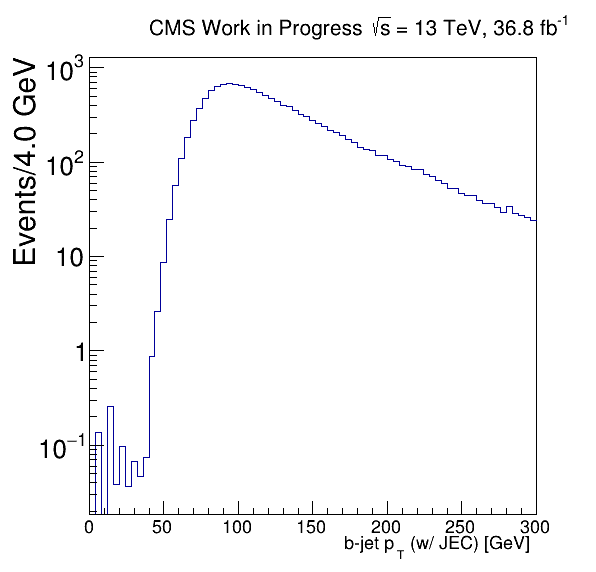 CMS Work in Progress √s = 13 TeV, 36.8 fb⁻¹
Events/4.0 GeV
10³
10²
10
1
10⁻¹
0 50 100 150 200 250 300
b-jet p_T (w/ JEC) [GeV]